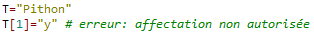 T="Pithon"
T[1]="y" # erreur: affectation non autorisée